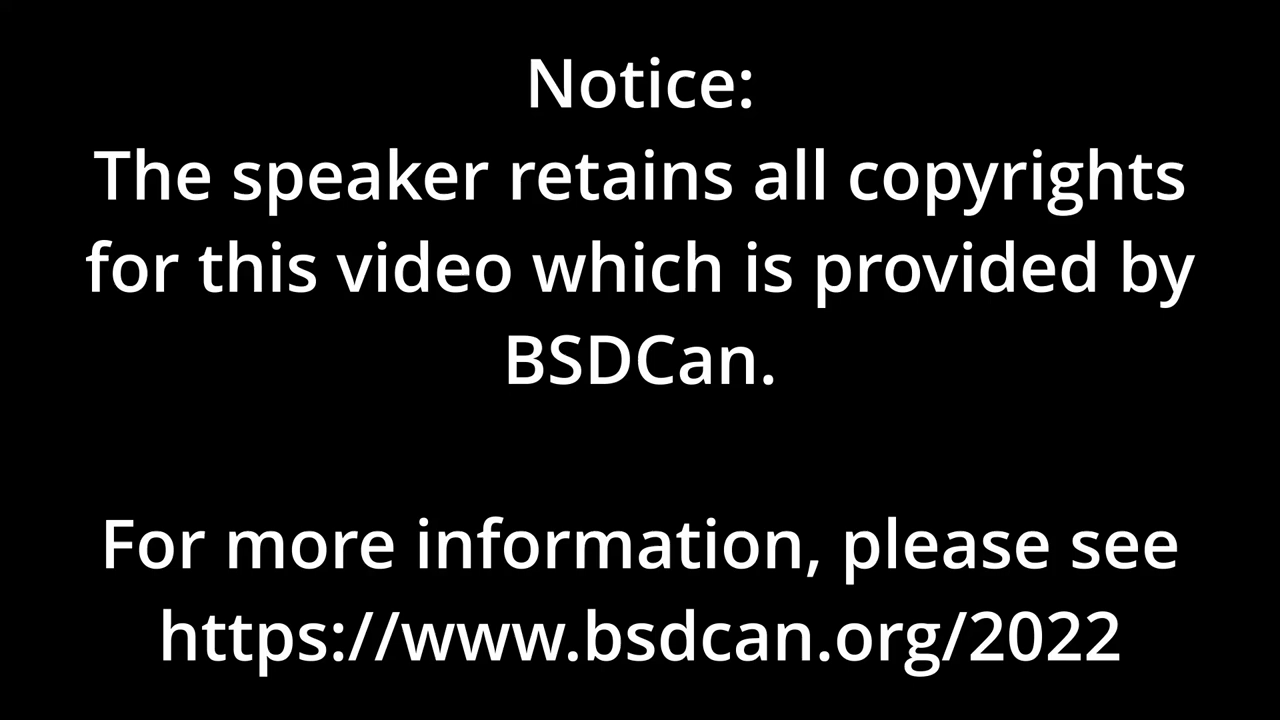 Notice:
The speaker retains all copyrights
for this video which is provided by
BSDCan.
For more information, please see
https://www.bsdcan.org/2022